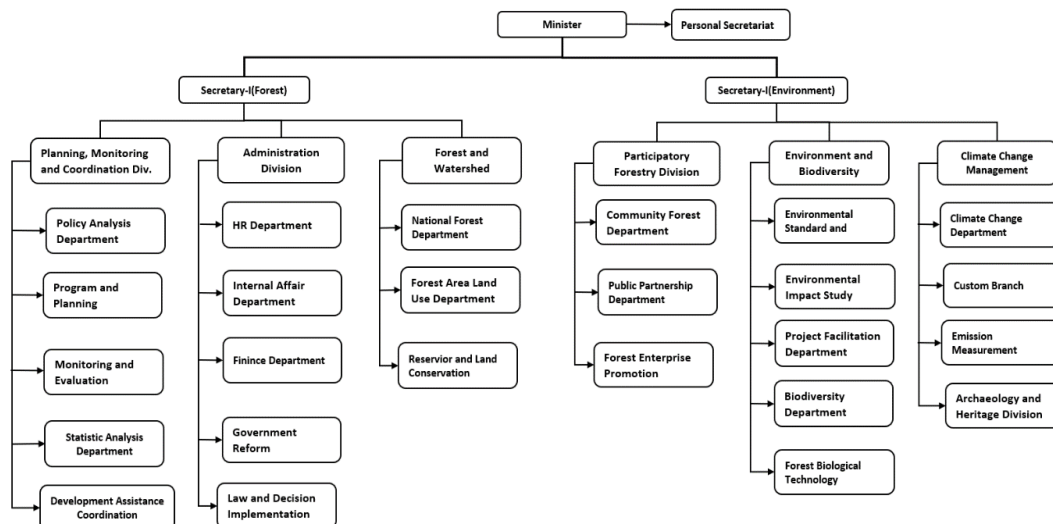 Minister
Personal Secretariat
Secretary-I(Forest)
Secretary-I(Environment)
Planning, Monitoring
and Coordination Div.
Administration
Division
Forest and
Watershed
Participatory
Forestry Division
Environment and
Biodiversity
Climate Change
Management
Policy Analysis
Department
Program and
Planning
Monitoring and
Evaluation
Statistic Analysis
Department
Development Assistance
Coordination
HR Department
Internal Affair
Department
Finince Department
Government
Reform
Law and Decision
Implementation
National Forest
Department
Forest Area Land
Use Department
Reservior and Land
Conservation
Community Forest
Department
Public Partnership
Department
Forest Enterprise
Promotion
Environmental
Standard and
Environmental
Impact Study
Project Facilitation
Department
Biodiversity
Department
Forest Biological
Technology
Climate Change
Department
Custom Branch
Emission
Measurement
Archaeology and
Heritage Division